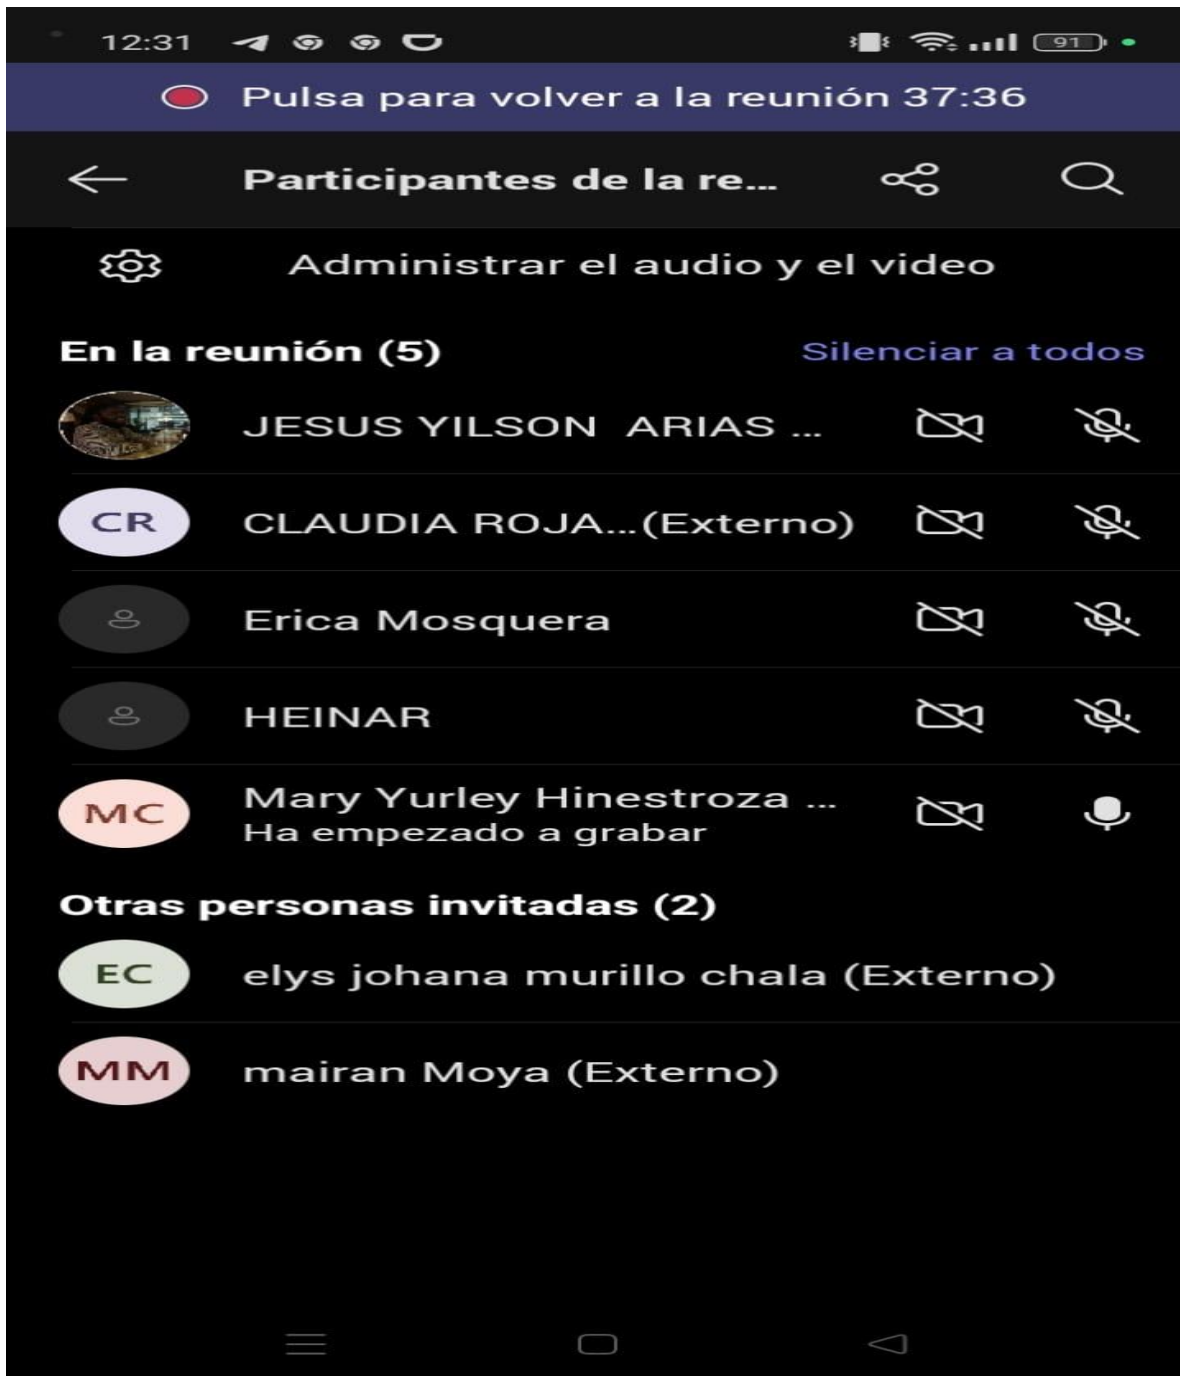 12:31
91
Pulsa para volver a la reunión 37:36
Participantes de la re...
Administrar el audio y el video
En la reunión (5)
Silenciar a todos
JESUS YILSON ARIAS ...
CR
CLAUDIA ROJA...(Externo)
Erica Mosquera
HEINAR
MC
Mary Yurley Hinestroza ...
Ha empezado a grabar
Otras personas invitadas (2)
EC
elys johana murillo chala (Externo)
MM
mairan Moya (Externo)